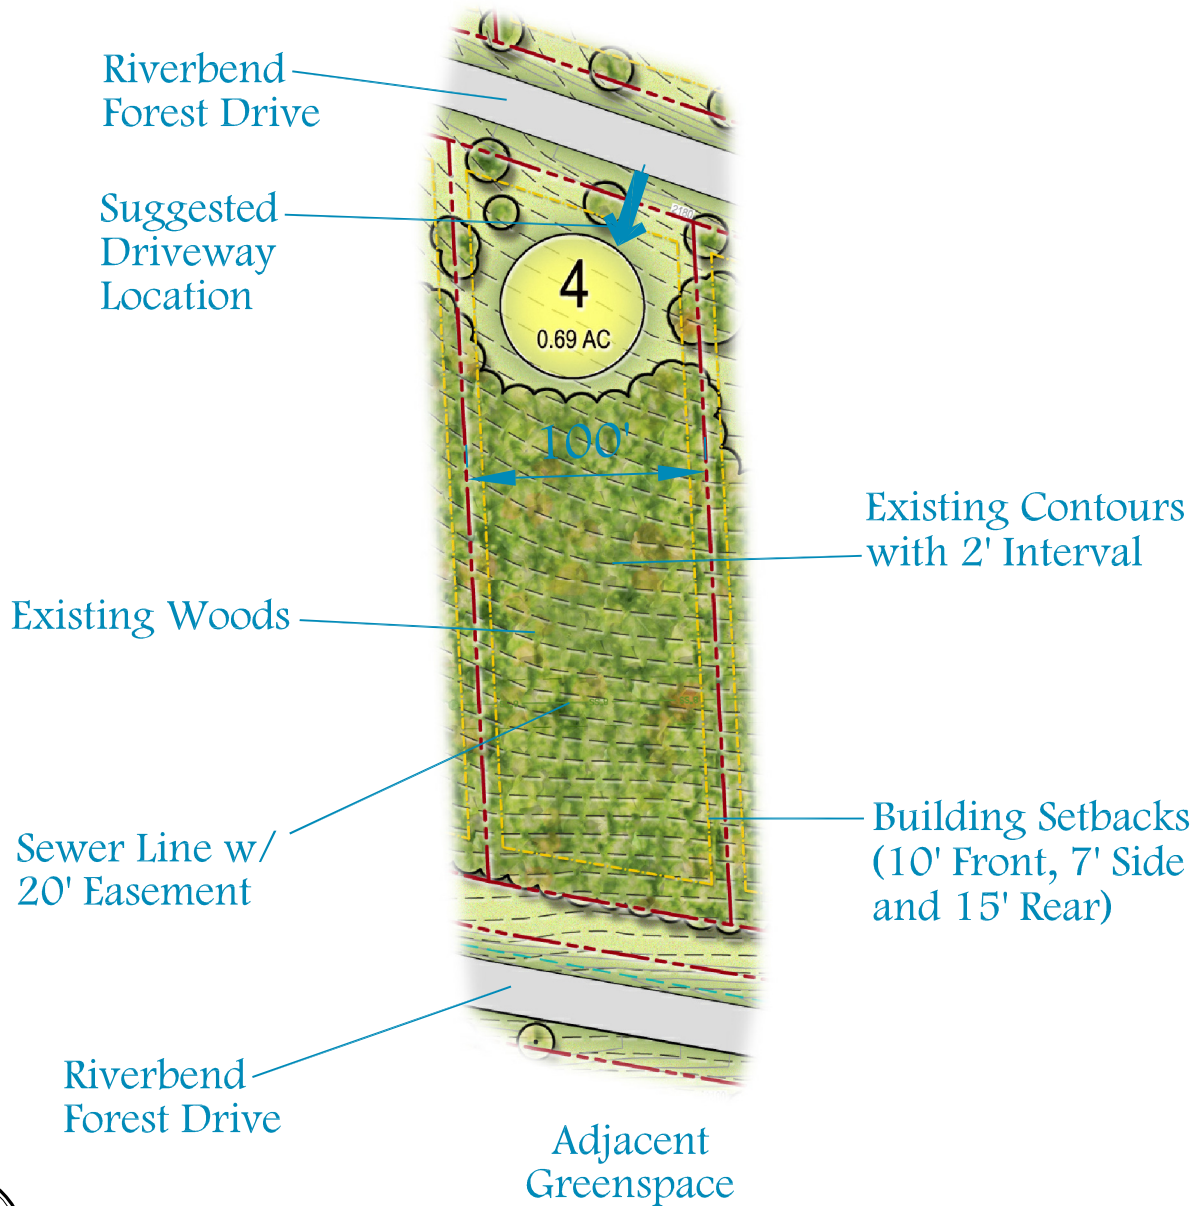 Riverbend
Forest Drive
Suggested
Driveway
Location
2180
4
0.69 AC
100'
Existing Contours
with 2' Interval
Existing Woods
Sewer Line w/
20' Easement
Building Setbacks
(10' Front, 7' Side
and 15' Rear)
Riverbend
Forest Drive
Adjacent
Greenspace